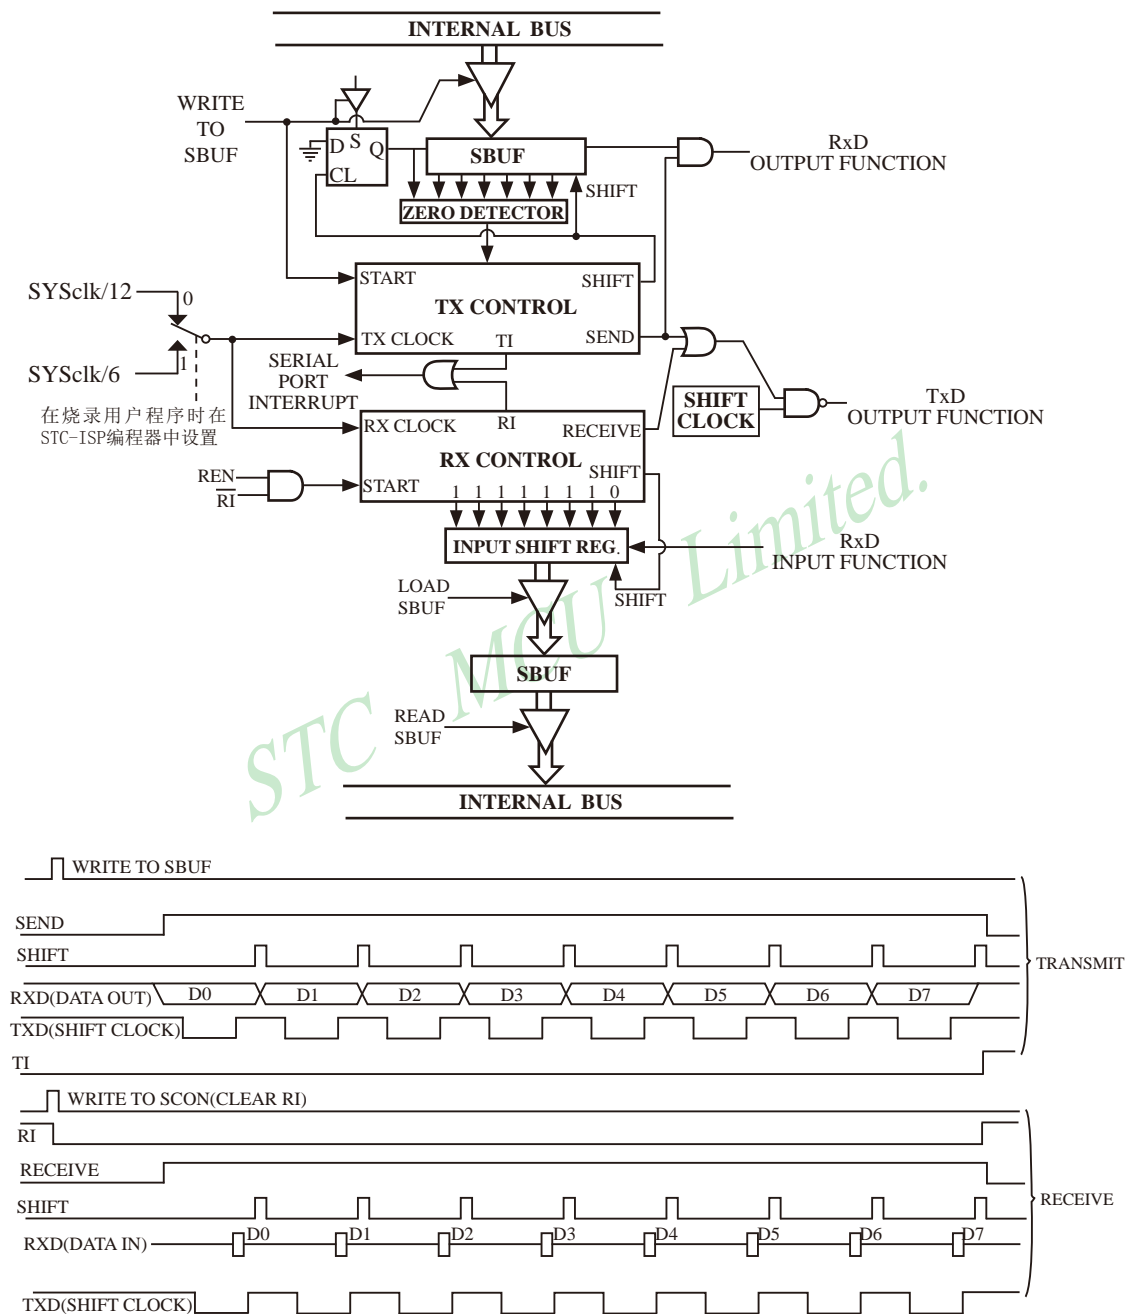 INTERNAL BUS
WRITE
TO
SBUF
D S Q
CL
SBUF
RxD
OUTPUT FUNCTION
SHIFT
ZERO DETECTOR
START
SHIFT
TX CONTROL
TX CLOCK
TI
SEND
SYSclk/12
0
1
SYSclk/6
SERIAL
PORT
INTERRUPT
SHIFT
CLOCK
TxD
OUTPUT FUNCTION
在烧录用户程序时在
STC-ISP编程器中设置
RX CLOCK
RI
RECEIVE
RX CONTROL
SHIFT
REN
RI
START
1 1 1 1 1 1 1 0
INPUT SHIFT REG.
RxD
INPUT FUNCTION
LOAD
SBUF
SHIFT
SBUF
READ
SBUF
INTERNAL BUS
STC MCU Limited.
WRITE TO SBUF
SEND
SHIFT
TRANSMIT
RXD(DATA OUT) D0 D1 D2 D3 D4 D5 D6 D7
TXD(SHIFT CLOCK)
TI
WRITE TO SCON(CLEAR RI)
RI
RECEIVE
SHIFT
RECEIVE
RXD(DATA IN) D0 D1 D2 D3 D4 D5 D6 D7
TXD(SHIFT CLOCK)